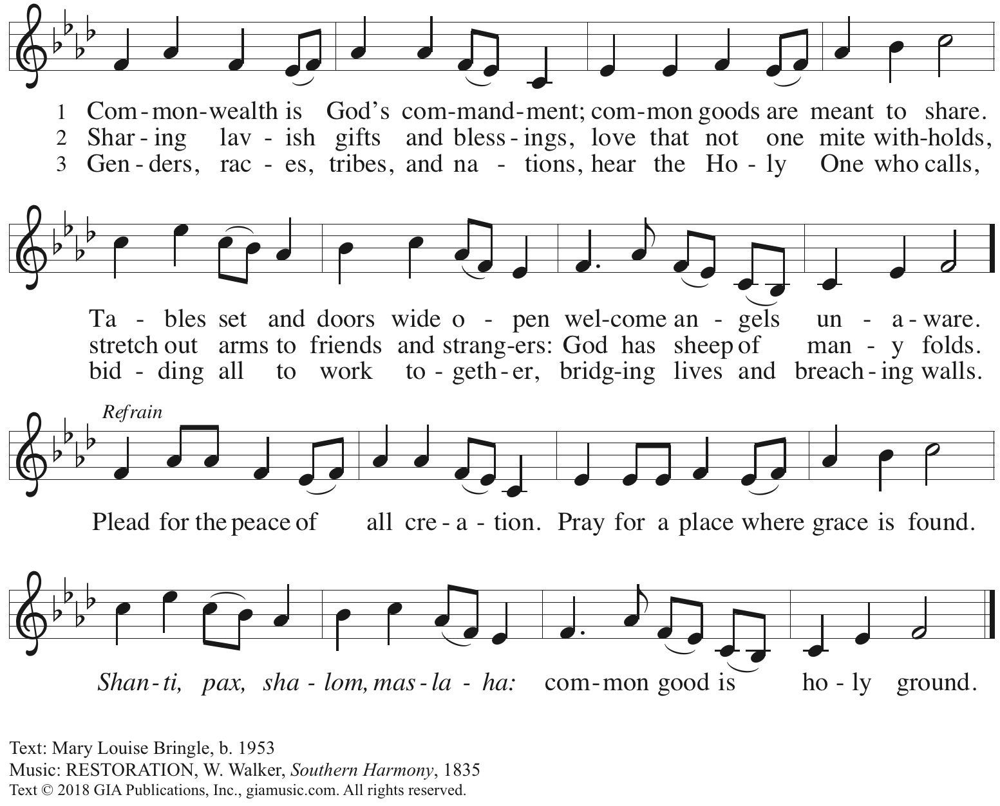 1 Com-mon-wealth is God's com-mand-ment; com-mon goods are meant to share.
2 Shar-ing lav-ish gifts and bless-ings, love that not one mite with-holds,
3 Gen-ders, rac-es, tribes, and na-tions, hear the Ho-ly One who calls,
Ta-bles set and doors wide o-pen wel-come an-gels un-a-ware.
stretch out arms to friends and strang-ers: God has sheep of man-y folds.
bid-ding all to work to-geth-er, bridg-ing lives and breach-ing walls.
Refrain
Plead for the peace of all cre-a-tion. Pray for a place where grace is found.
Shan-ti, pax, sha-lom, mas-la-ha: com-mon good is ho-ly ground.
Text: Mary Louise Bringle, b. 1953
Music: RESTORATION, W. Walker, Southern Harmony, 1835
Text © 2018 GIA Publications, Inc., giamusic.com. All rights reserved.